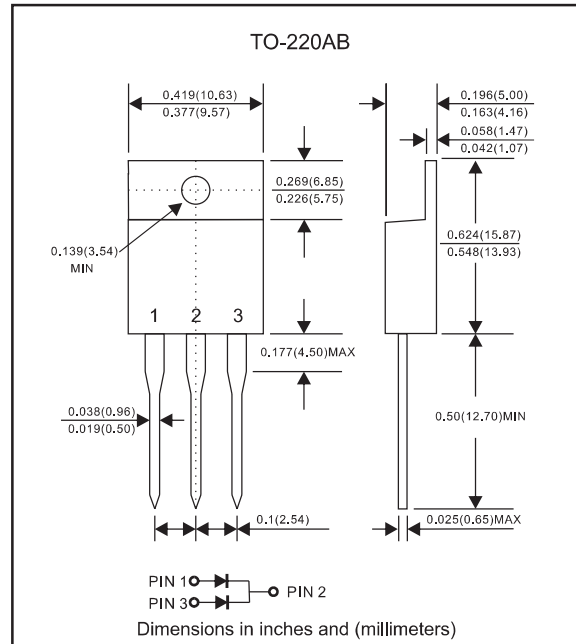 TO-220AB
0.419(10.63)
0.377(9.57)
0.196(5.00)
0.163(4.16)
0.058(1.47)
0.042(1.07)
0.269(6.85)
0.226(5.75)
0.139(3.54)
MIN
0.624(15.87)
0.548(13.93)
1 2 3
0.177(4.50)MAX
0.038(0.96)
0.019(0.50)
0.50(12.70)MIN
0.1(2.54)
0.025(0.65)MAX
PIN 1
PIN 2
PIN 3
Dimensions in inches and (millimeters)